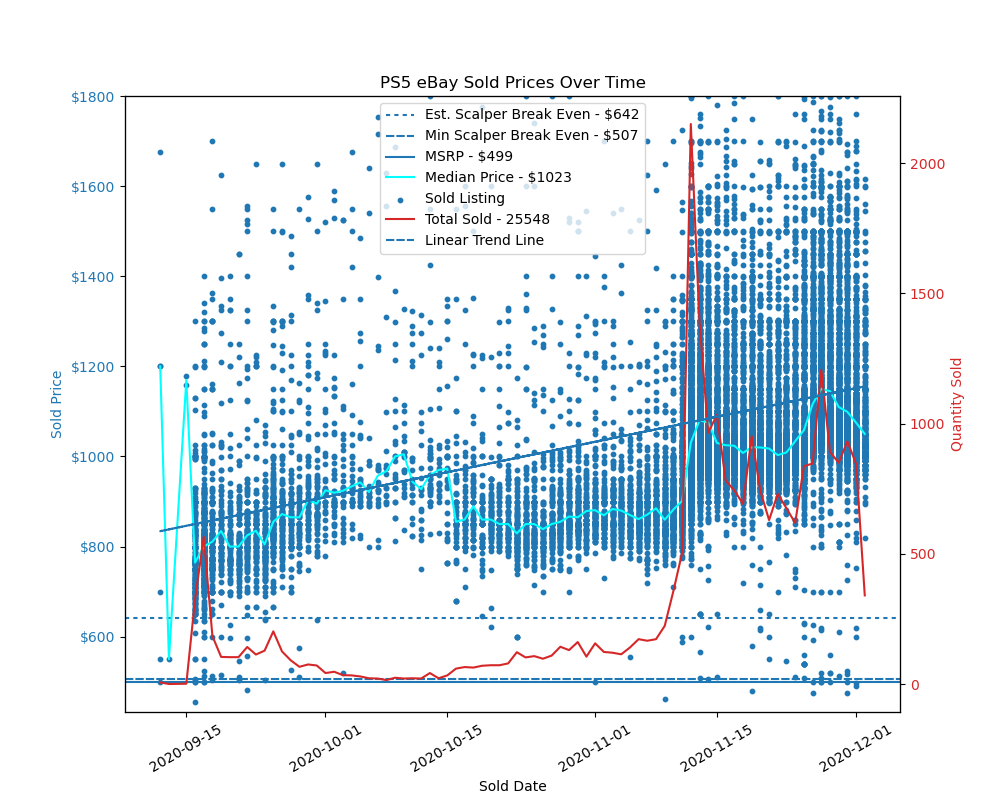 PS5 eBay Sold Prices Over Time
$1800
$1600
$1400
$1200
$1000
$800
$600
Sold Price
Est. Scalper Break Even - $642
Min Scalper Break Even - $507
MSRP - $499
Median Price - $1023
Sold Listing
Total Sold - 25548
Linear Trend Line
2000
1500
1000
500
0
Quantity Sold
2020-09-15
2020-10-01
2020-10-15
2020-11-01
2020-11-15
2020-12-01
Sold Date